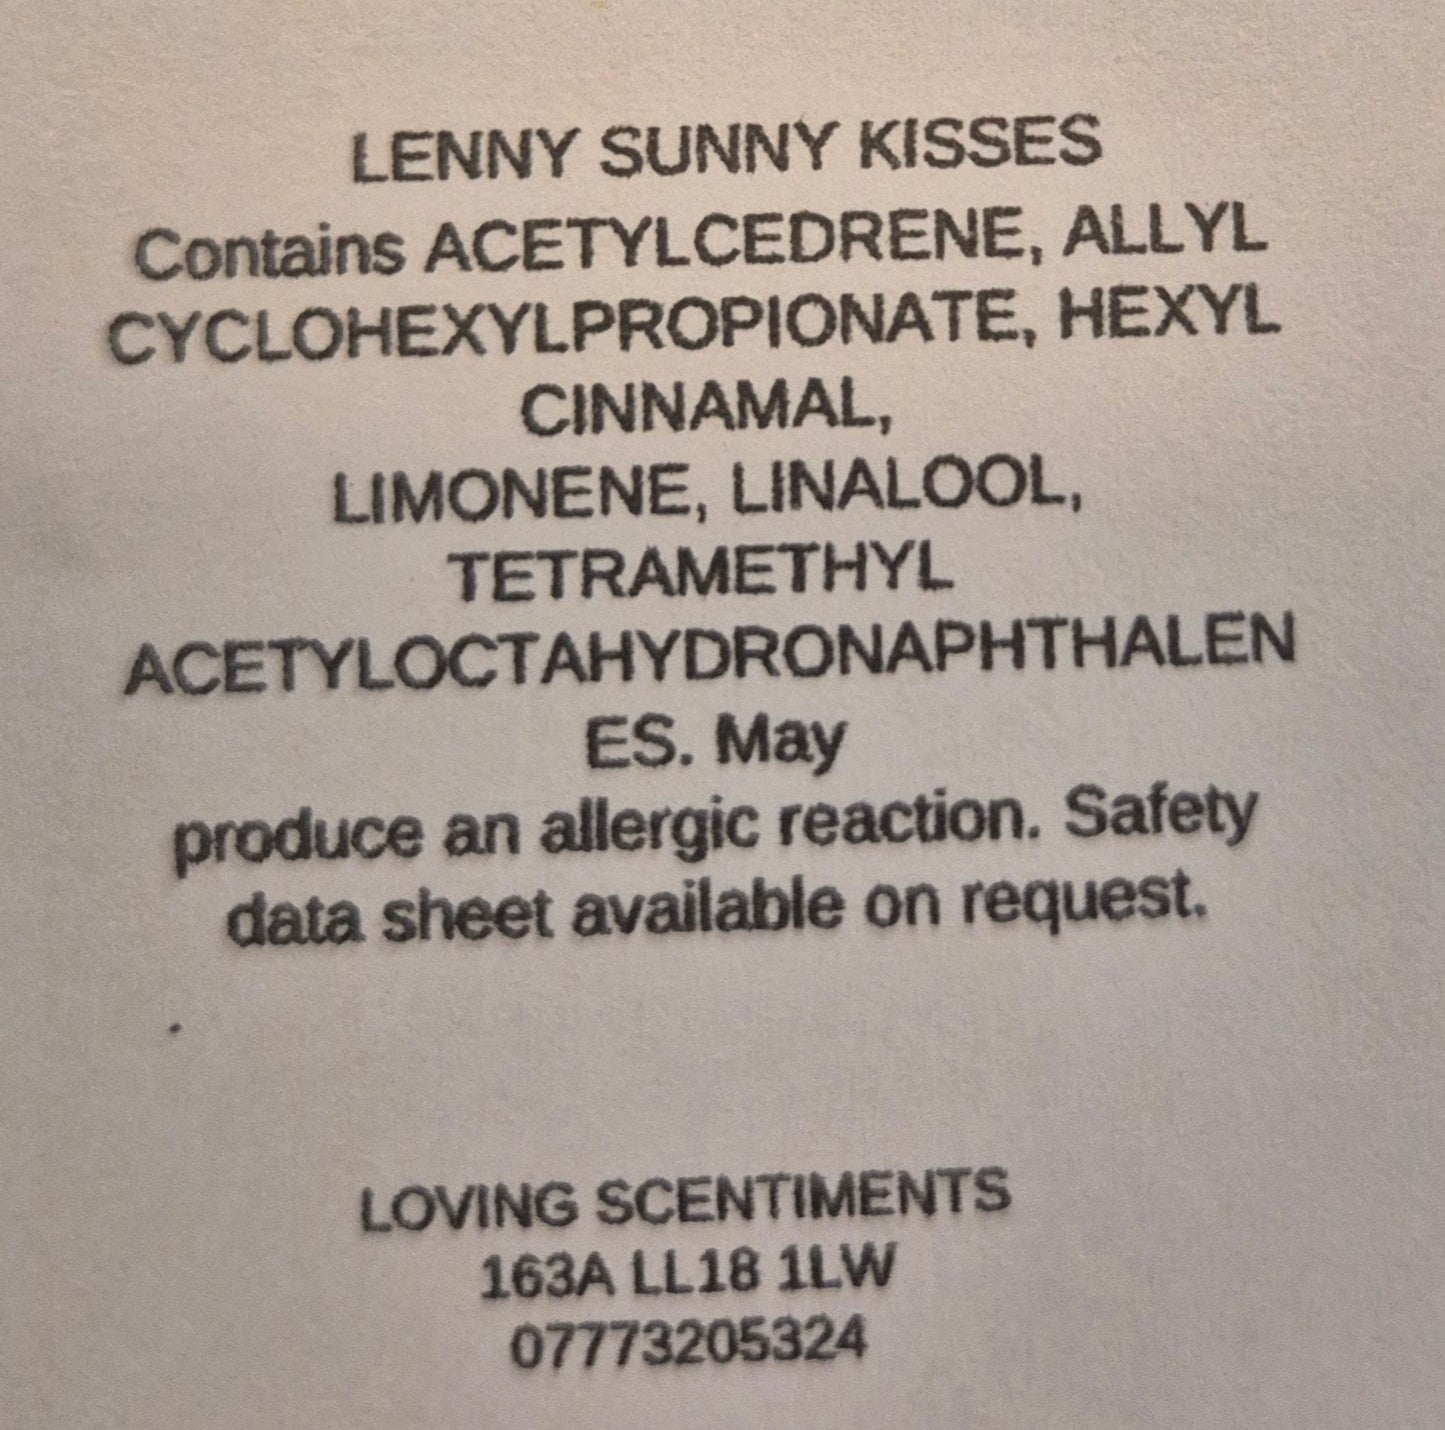 LENNY SUNNY KISSES
Contains ACETYLCEDRENE, ALLYL
CYCLOHEXYLPROPIONATE, HEXYL
CINNAMAL,
LIMONENE, LINALOOL,
TETRAMETHYL
ACETYLOCTAHYDRONAPHTHALEN
ES. May
produce an allergic reaction. Safety
data sheet available on request.
LOVING SCENTIMENTS
163A LL18 1LW
07773205324